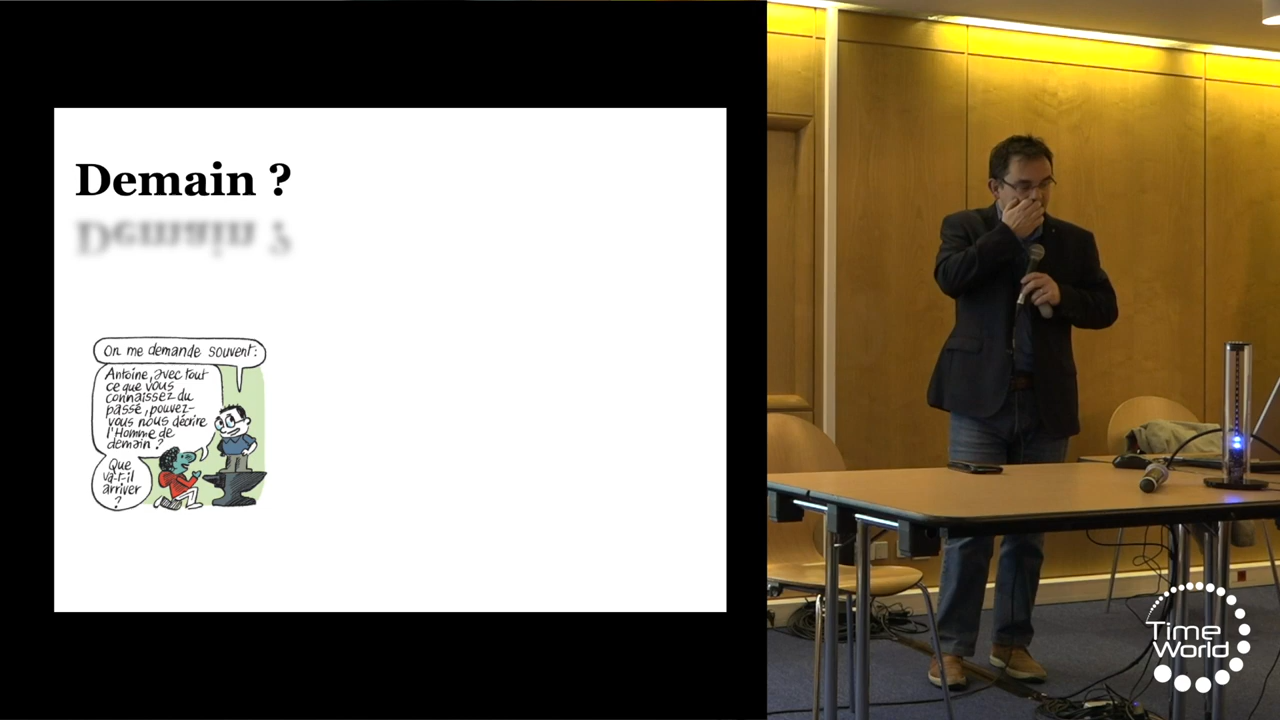 Demain ?
On me demande souvent :
Antoine, avec tout
ce que vous
connaissez du
passé, pouvez-
vous nous décrire
l'Homme de
demain ?
Que
va-t-il
arriver
?
Time
World